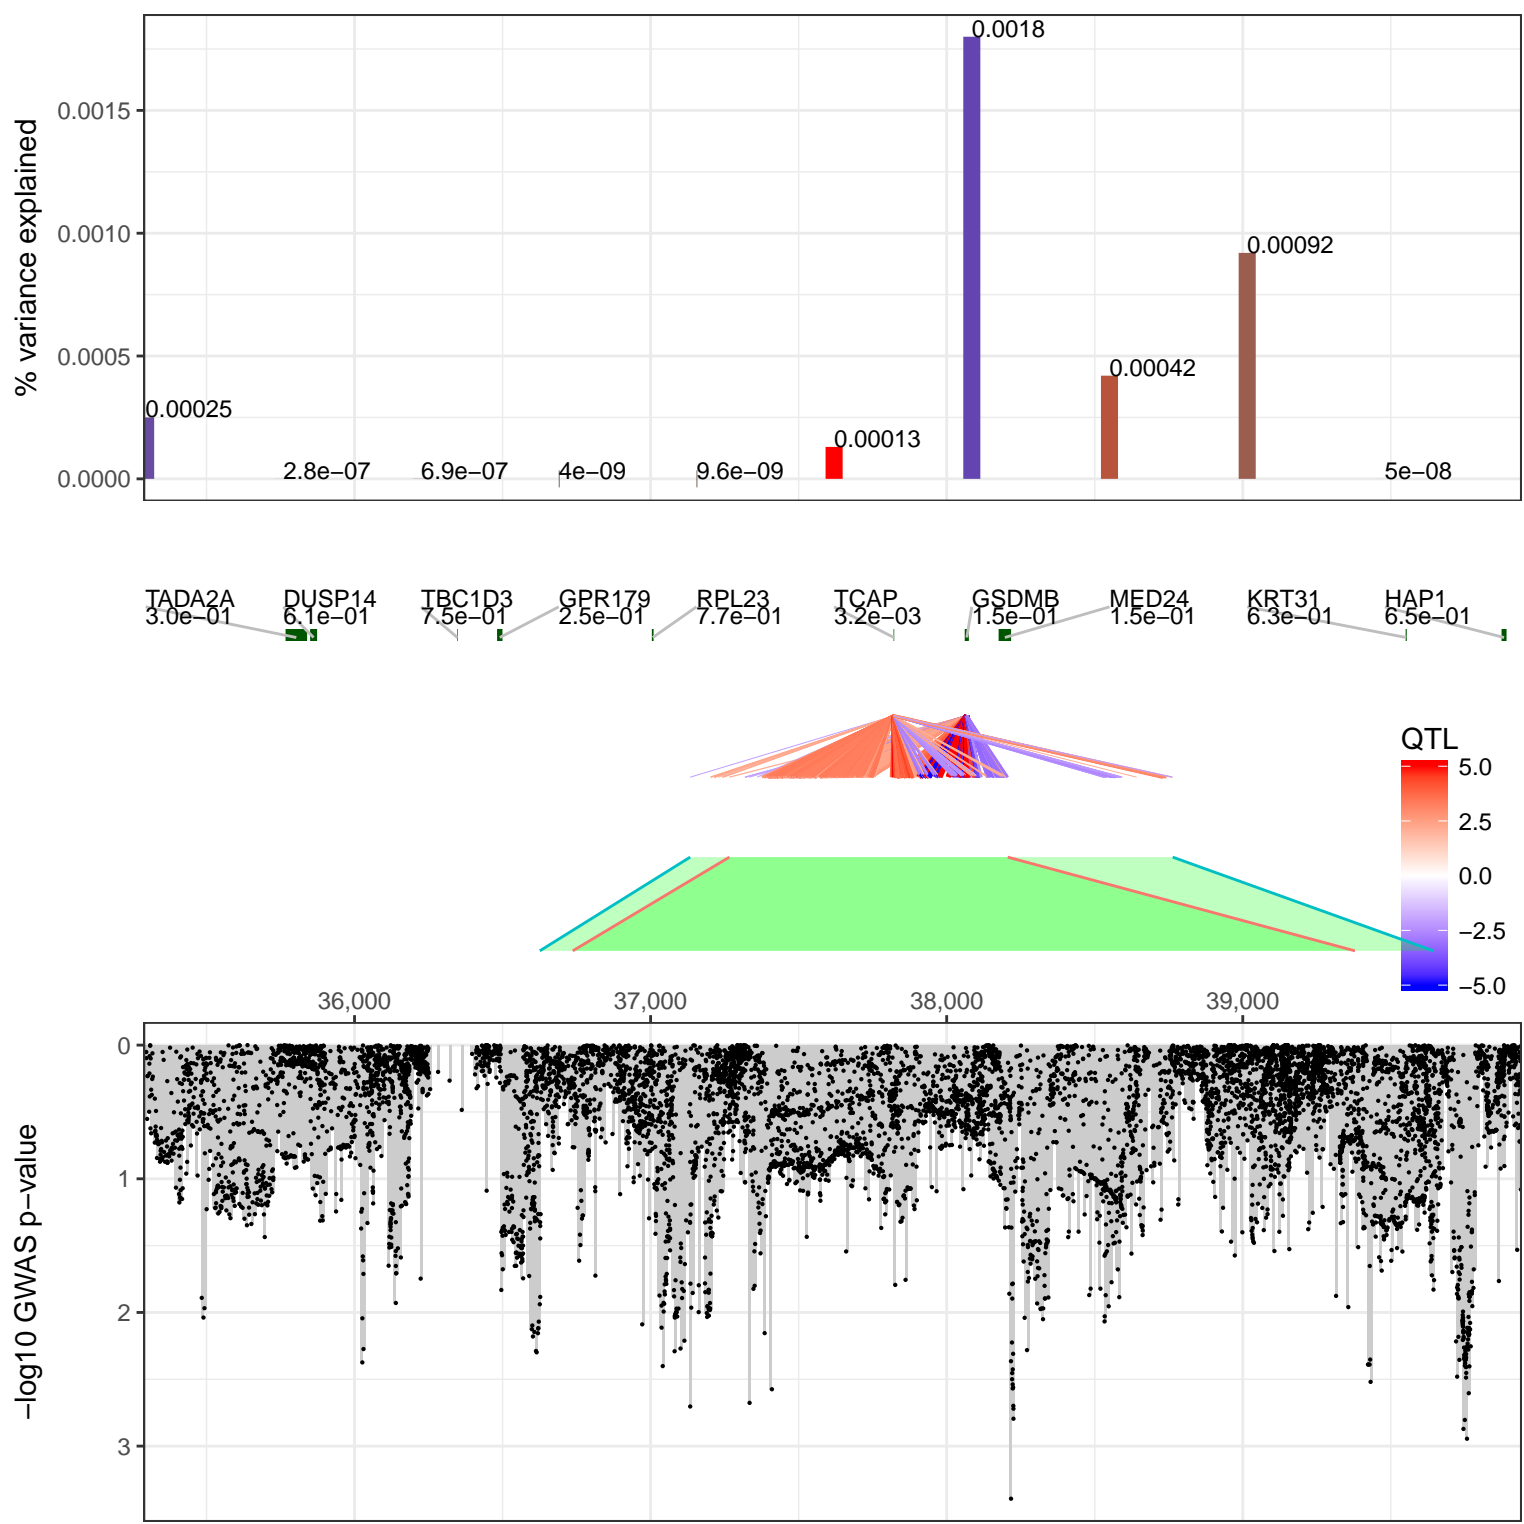 0.0018
0.0015
% variance explained
0.0010
0.00092
0.0005
0.00042
0.00025
0.00013
0.0000
2.8e−07
6.9e−07
4e−09
9.6e−09
5e−08
TADA2A DUSP14 TBC1D3 GPR179 RPL23 TCAP GSDMB MED24 KRT31 HAP1
3.0e−01 6.1e−01 7.5e−01 2.5e−01 7.7e−01 3.2e−03 1.5e−01 1.5e−01 6.3e−01 6.5e−01
QTL
5.0
2.5
0.0
−2.5
−5.0
36,000 37,000 38,000 39,000
0
1
−log10 GWAS p−value
2
3